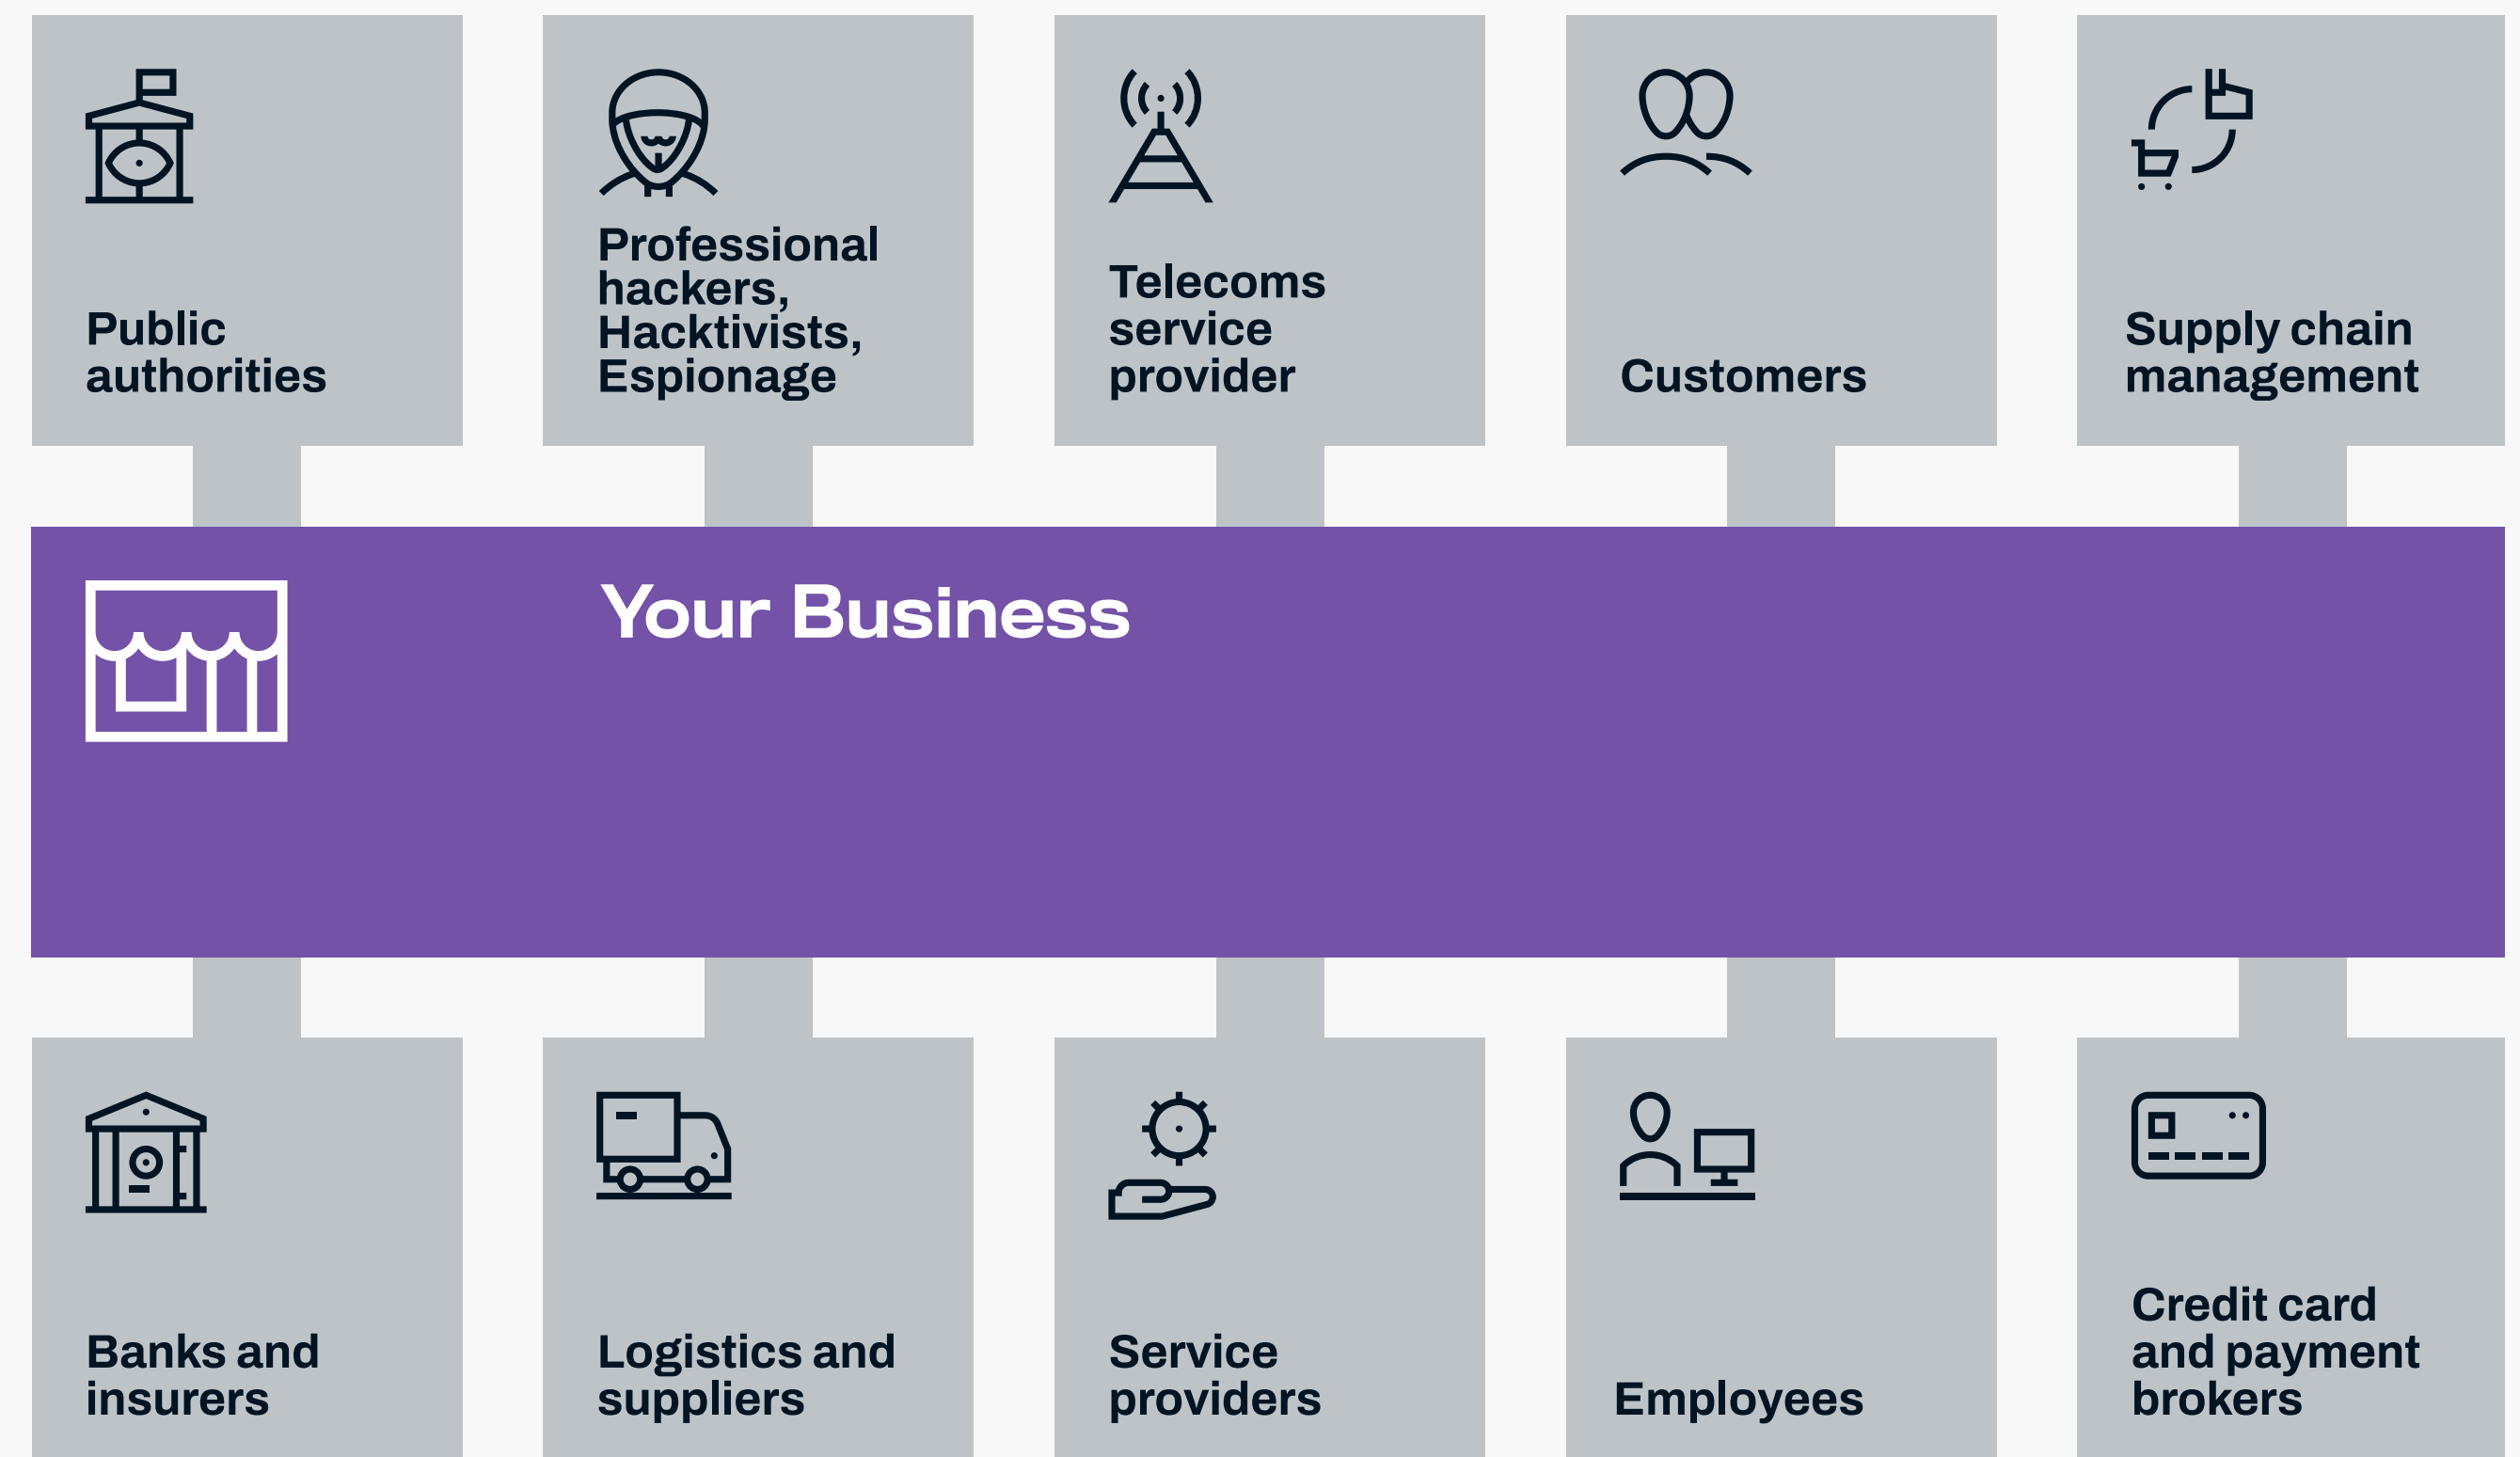 Public
authorities
Professional
hackers,
Hacktivists,
Espionage
Telecoms
service
provider
Customers
Supply chain
management
Your Business
Banks and
insurers
Logistics and
suppliers
Service
providers
Employees
Credit card
and payment
brokers